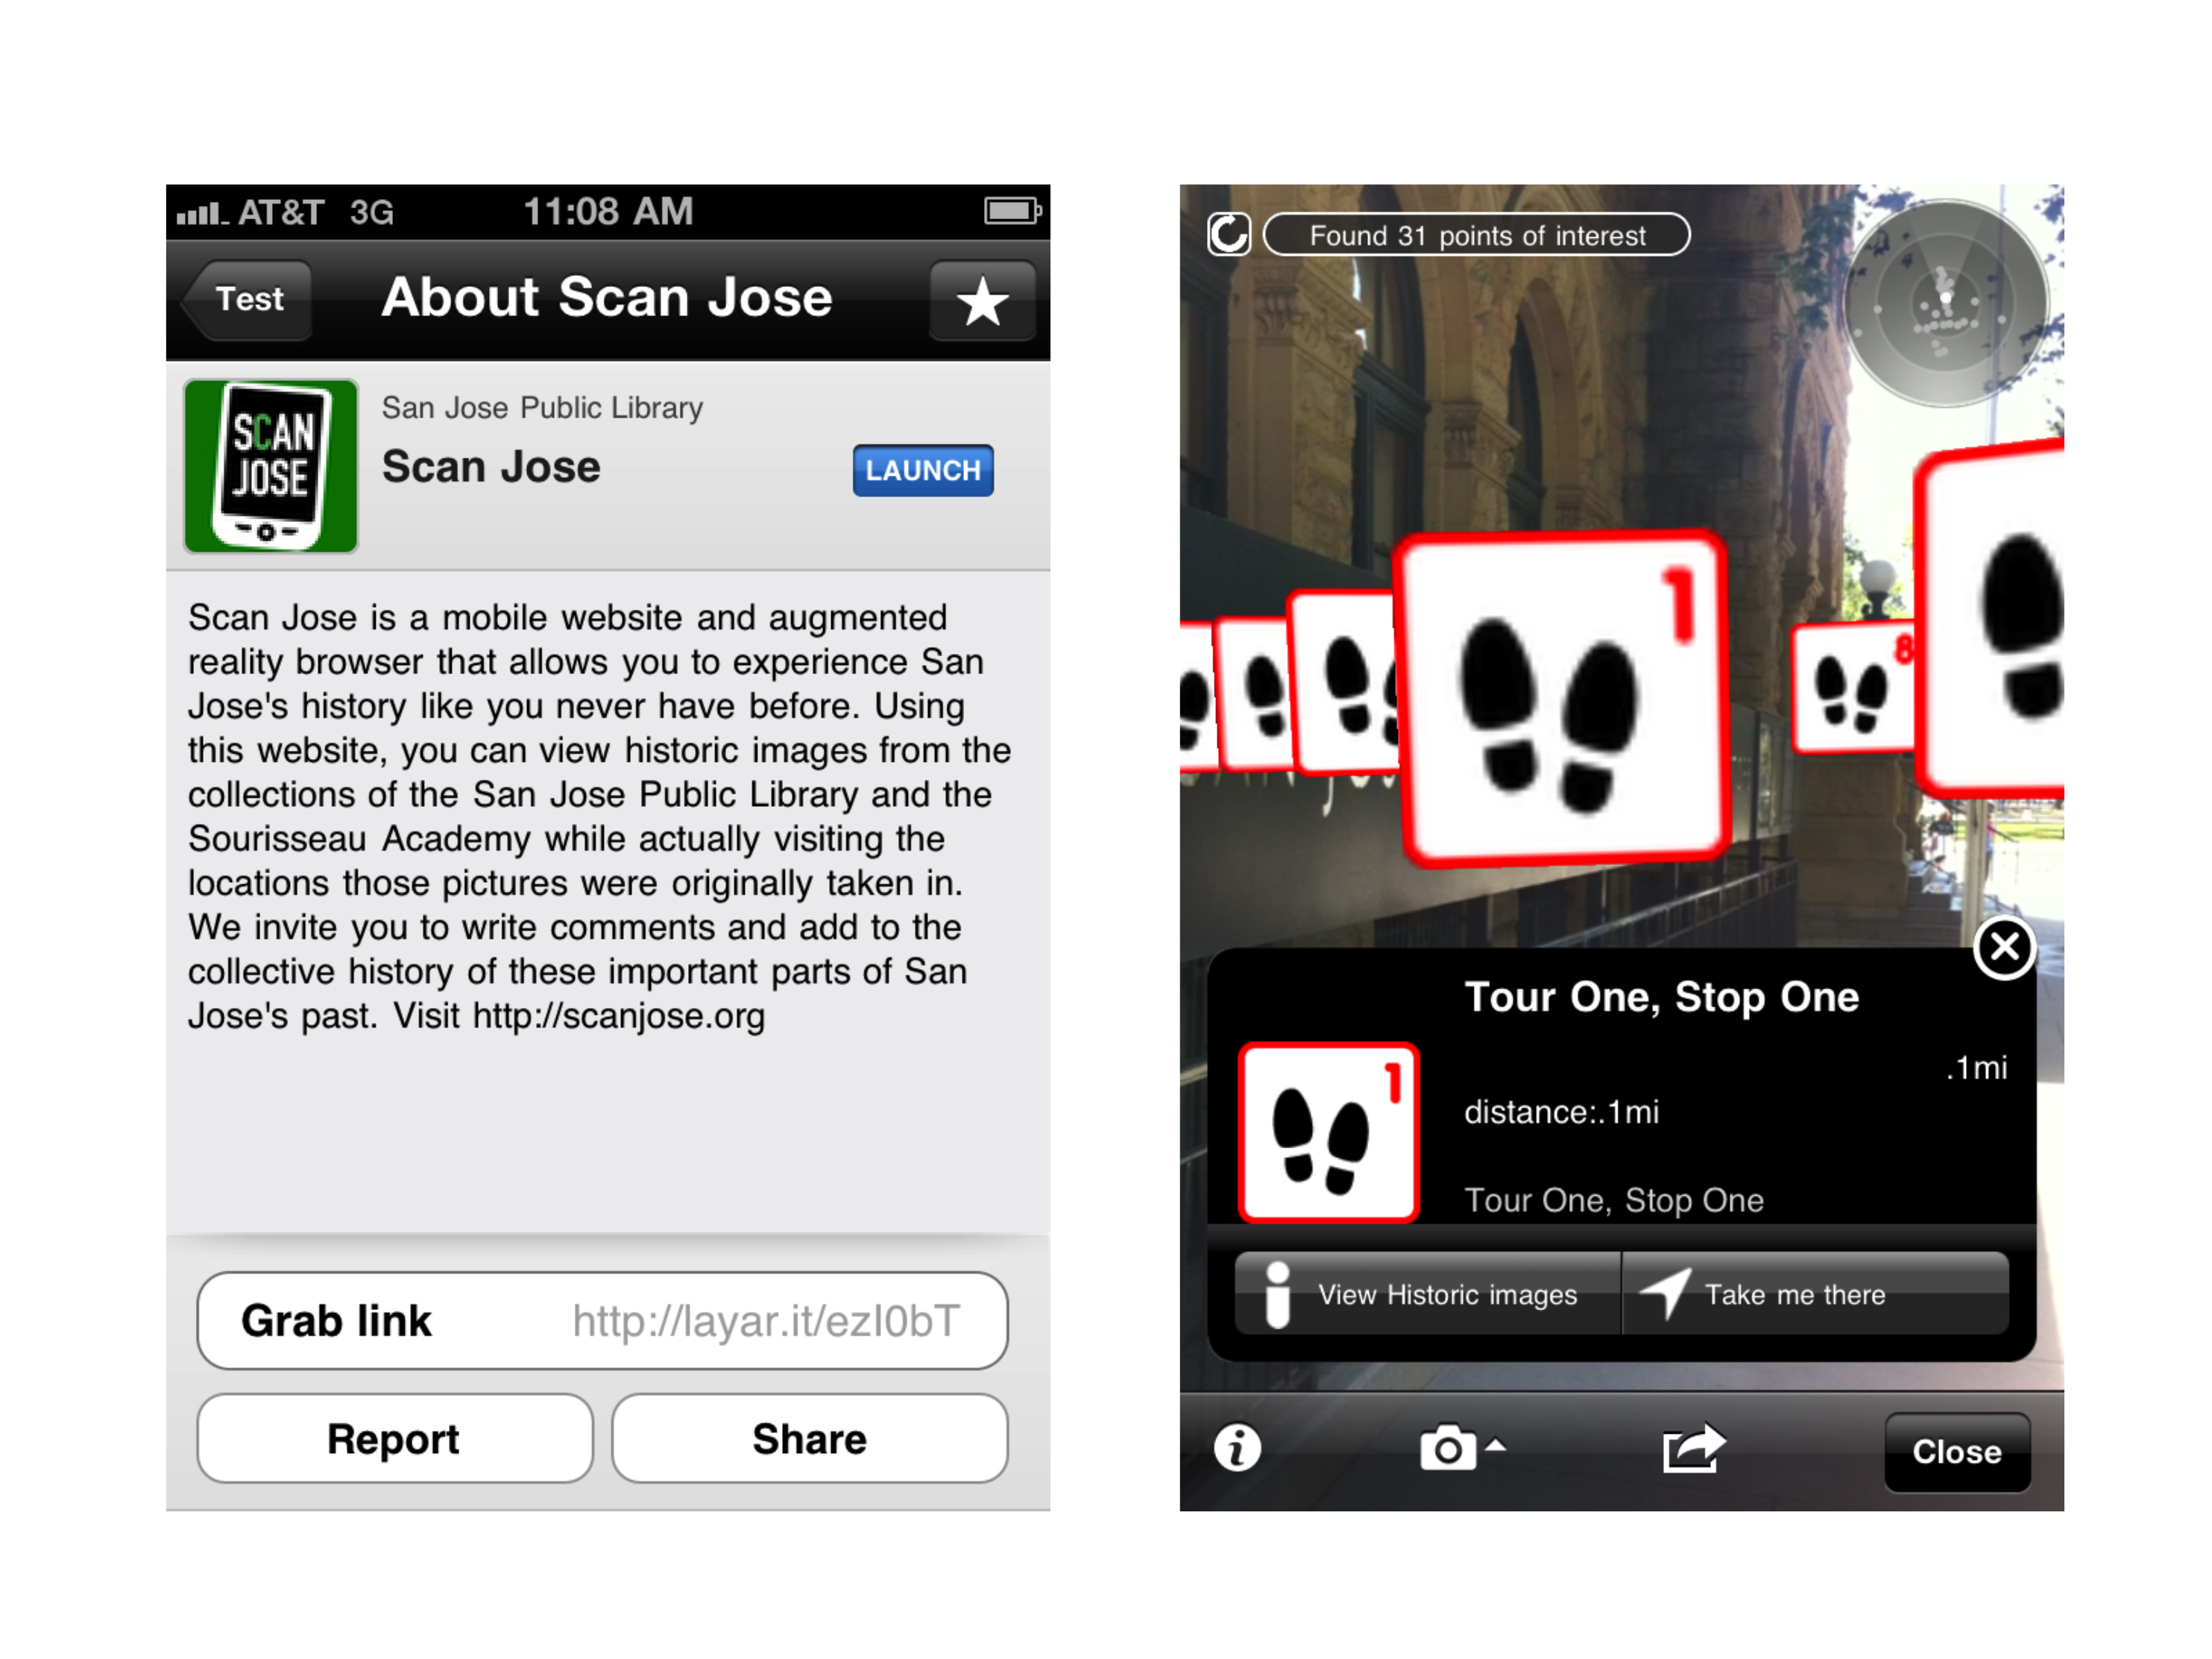 AT&T 3G 11:08 AM
Test About Scan Jose
SCAN
JOSE
San Jose Public Library
Scan Jose
LAUNCH
Scan Jose is a mobile website and augmented
reality browser that allows you to experience San
Jose's history like you never have before. Using
this website, you can view historic images from the
collections of the San Jose Public Library and the
Sourisseau Academy while actually visiting the
locations those pictures were originally taken in.
We invite you to write comments and add to the
collective history of these important parts of San
Jose's past. Visit http://scanjose.org
Grab link http://layar.it/ezI0bT
Report Share
Found 31 points of interest
1
8
Tour One, Stop One
.1mi
1
distance:.1mi
Tour One, Stop One
View Historic images Take me there
Close